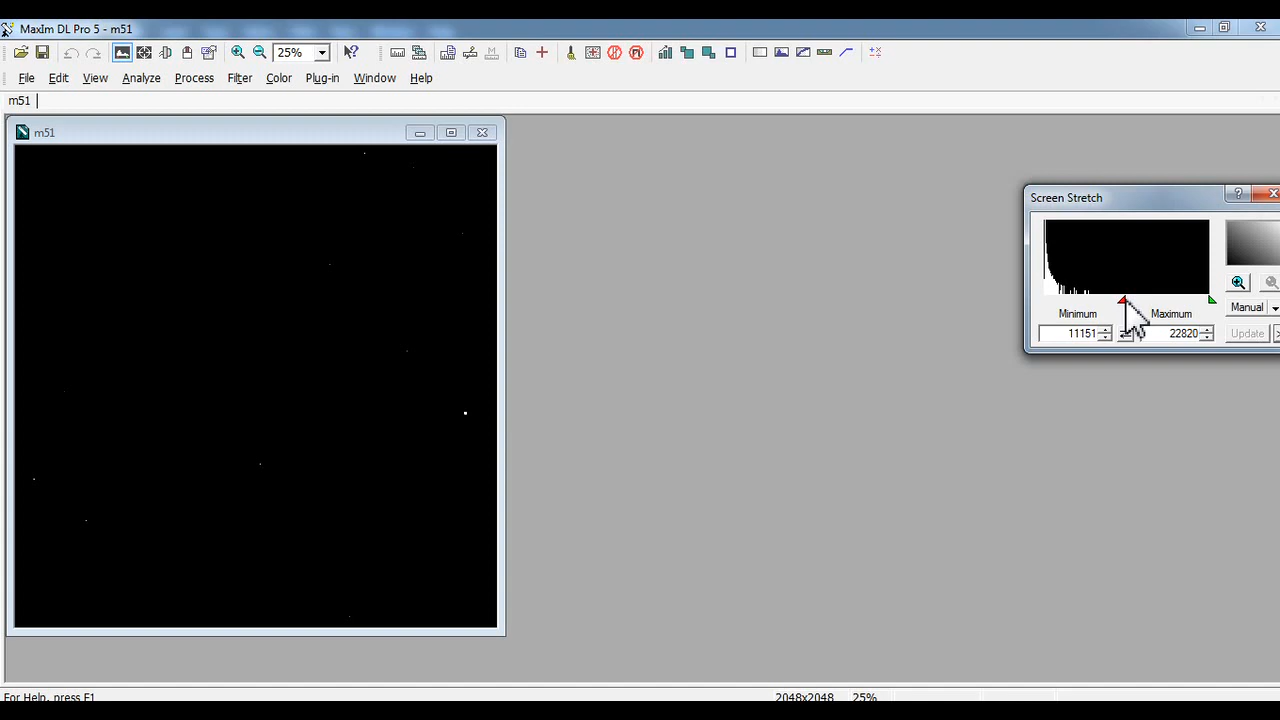 MaxIm DL Pro 5 - m51
25%
File Edit View Analyze Process Filter Color Plug-in Window Help
m51
m51
Screen Stretch
Minimum Maximum
Manual
11151 22820 Update
For Help, press F1 2048x2048 25%